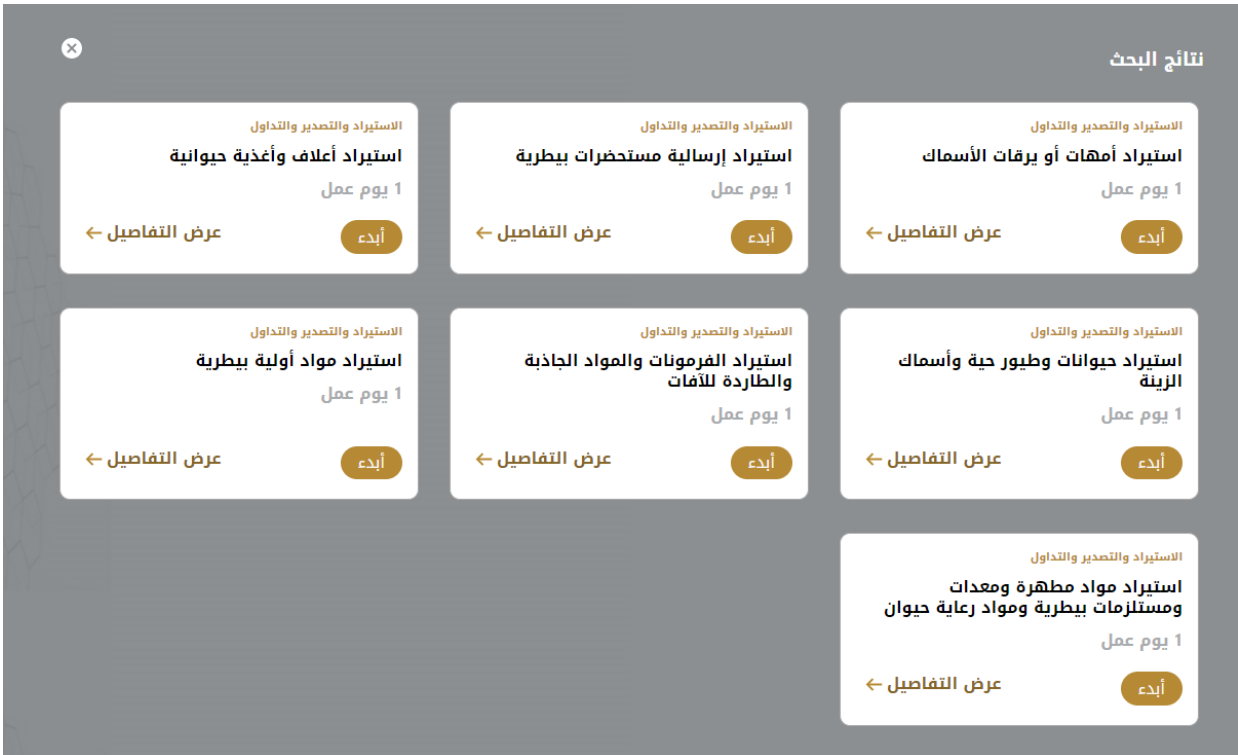 نتائج البحث
الاستيراد والتصدير والتداول
استيراد أمهات أو يرقات الأسماك
1 يوم عمل
أبدء
عرض التفاصيل
الاستيراد والتصدير والتداول
استيراد إرسالية مستحضرات بيطرية
1 يوم عمل
أبدء
عرض التفاصيل
الاستيراد والتصدير والتداول
استيراد أعلاف وأغذية حيوانية
1 يوم عمل
أبدء
عرض التفاصيل
الاستيراد والتصدير والتداول
استيراد حيوانات وطيور حية وأسماك
الزينة
1 يوم عمل
أبدء
عرض التفاصيل
الاستيراد والتصدير والتداول
استيراد الفرمونات والمواد الجاذبة
والطاردة للآفات
1 يوم عمل
أبدء
عرض التفاصيل
الاستيراد والتصدير والتداول
استيراد مواد أولية بيطرية
1 يوم عمل
أبدء
عرض التفاصيل
الاستيراد والتصدير والتداول
استيراد مواد مطهرة ومعدات
ومستلزمات بيطرية ومواد رعاية حيوان
1 يوم عمل
أبدء
عرض التفاصيل